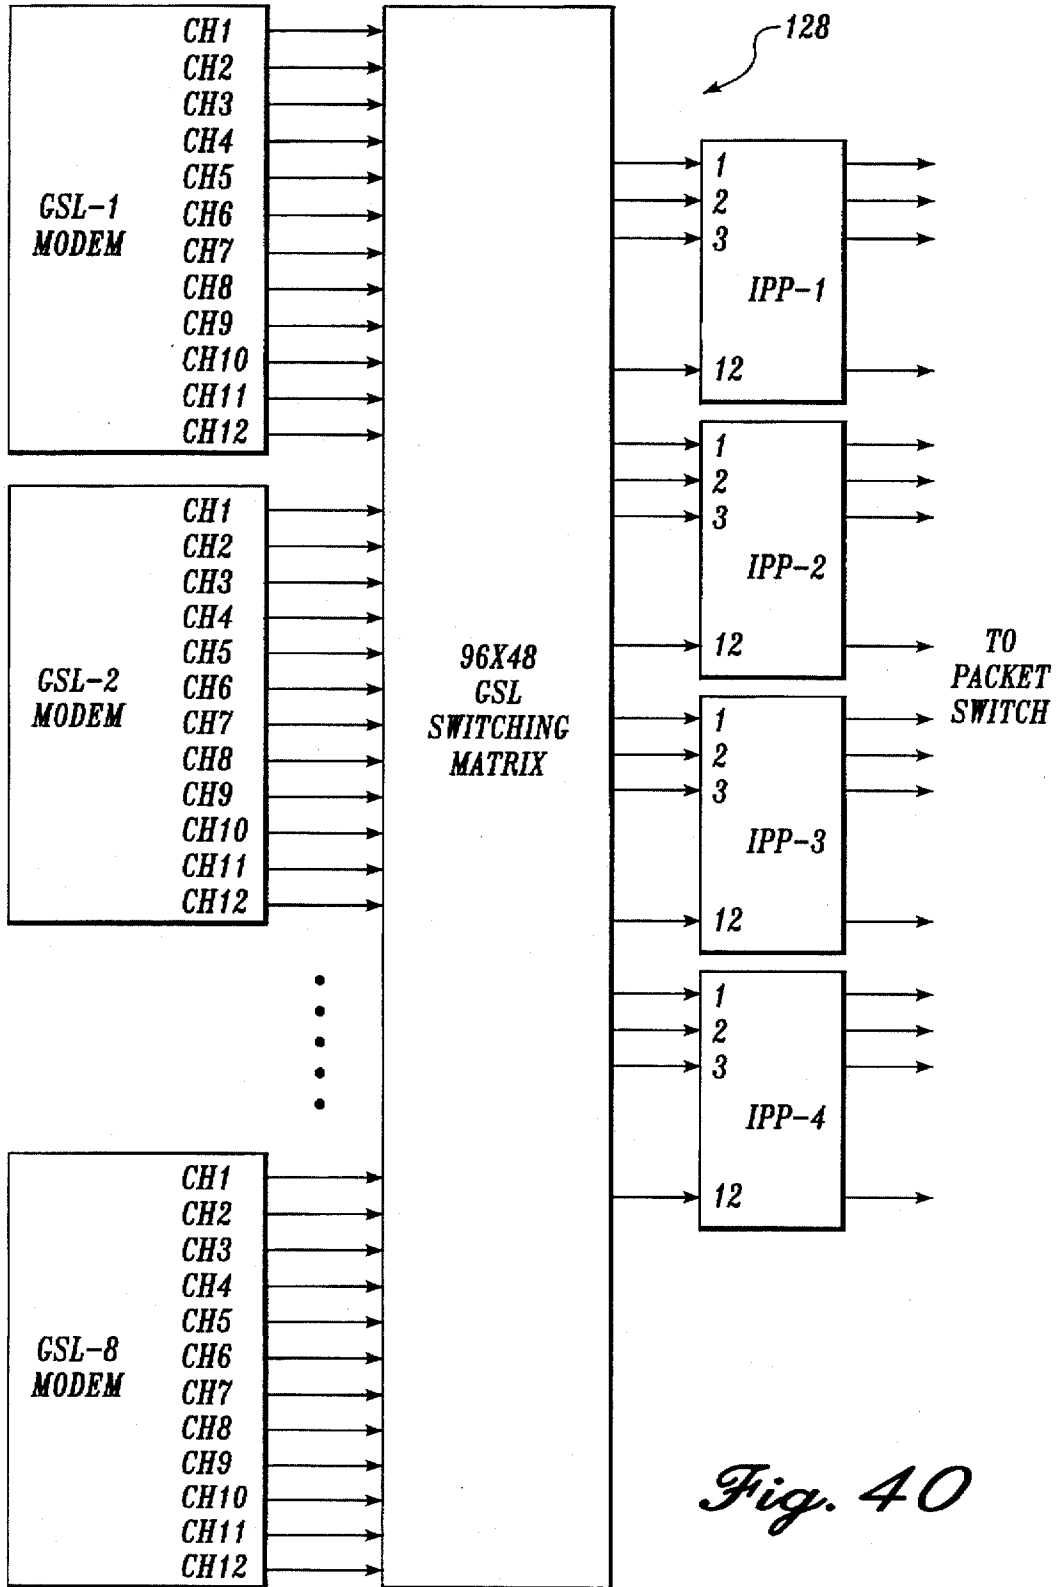 CH1
CH2
CH3
CH4
CH5
CH6
CH7
CH8
CH9
CH10
CH11
CH12
GSL-1
MODEM
CH1
CH2
CH3
CH4
CH5
CH6
CH7
CH8
CH9
CH10
CH11
CH12
GSL-2
MODEM
CH1
CH2
CH3
CH4
CH5
CH6
CH7
CH8
CH9
CH10
CH11
CH12
GSL-8
MODEM
96X48
GSL
SWITCHING
MATRIX
128
1
2
3
IPP-1
12
1
2
3
IPP-2
12
1
2
3
IPP-3
12
1
2
3
IPP-4
12
TO
PACKET
SWITCH
Fig. 40